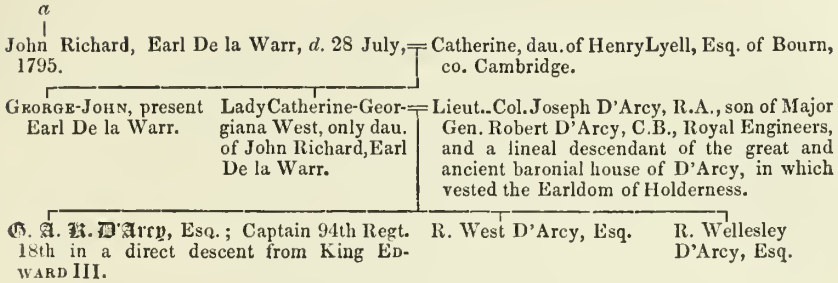 a
John Richard, Earl De la Warr, d. 28 July,
1795.
Catherine, dau. of Henry Lyell, Esq. of Bourn,
co. Cambridge.
GEORGE-JOHN, present
Earl De la Warr.
Lady Catherine-Geor-
giana West, only dau.
of John Richard, Earl
De la Warr.
Lieut.-Col. Joseph D'Arcy, R.A., son of Major
Gen. Robert D'Arcy, C.B., Royal Engineers,
and a lineal descendant of the great and
ancient baronial house of D'Arcy, in which
vested the Earldom of Holderness.
G. A. K. D'Arcy, Esq.; Captain 94th Regt.
18th in a direct descent from King ED-
WARD III.
R. West D'Arcy, Esq.
R. Wellesley
D'Arcy, Esq.